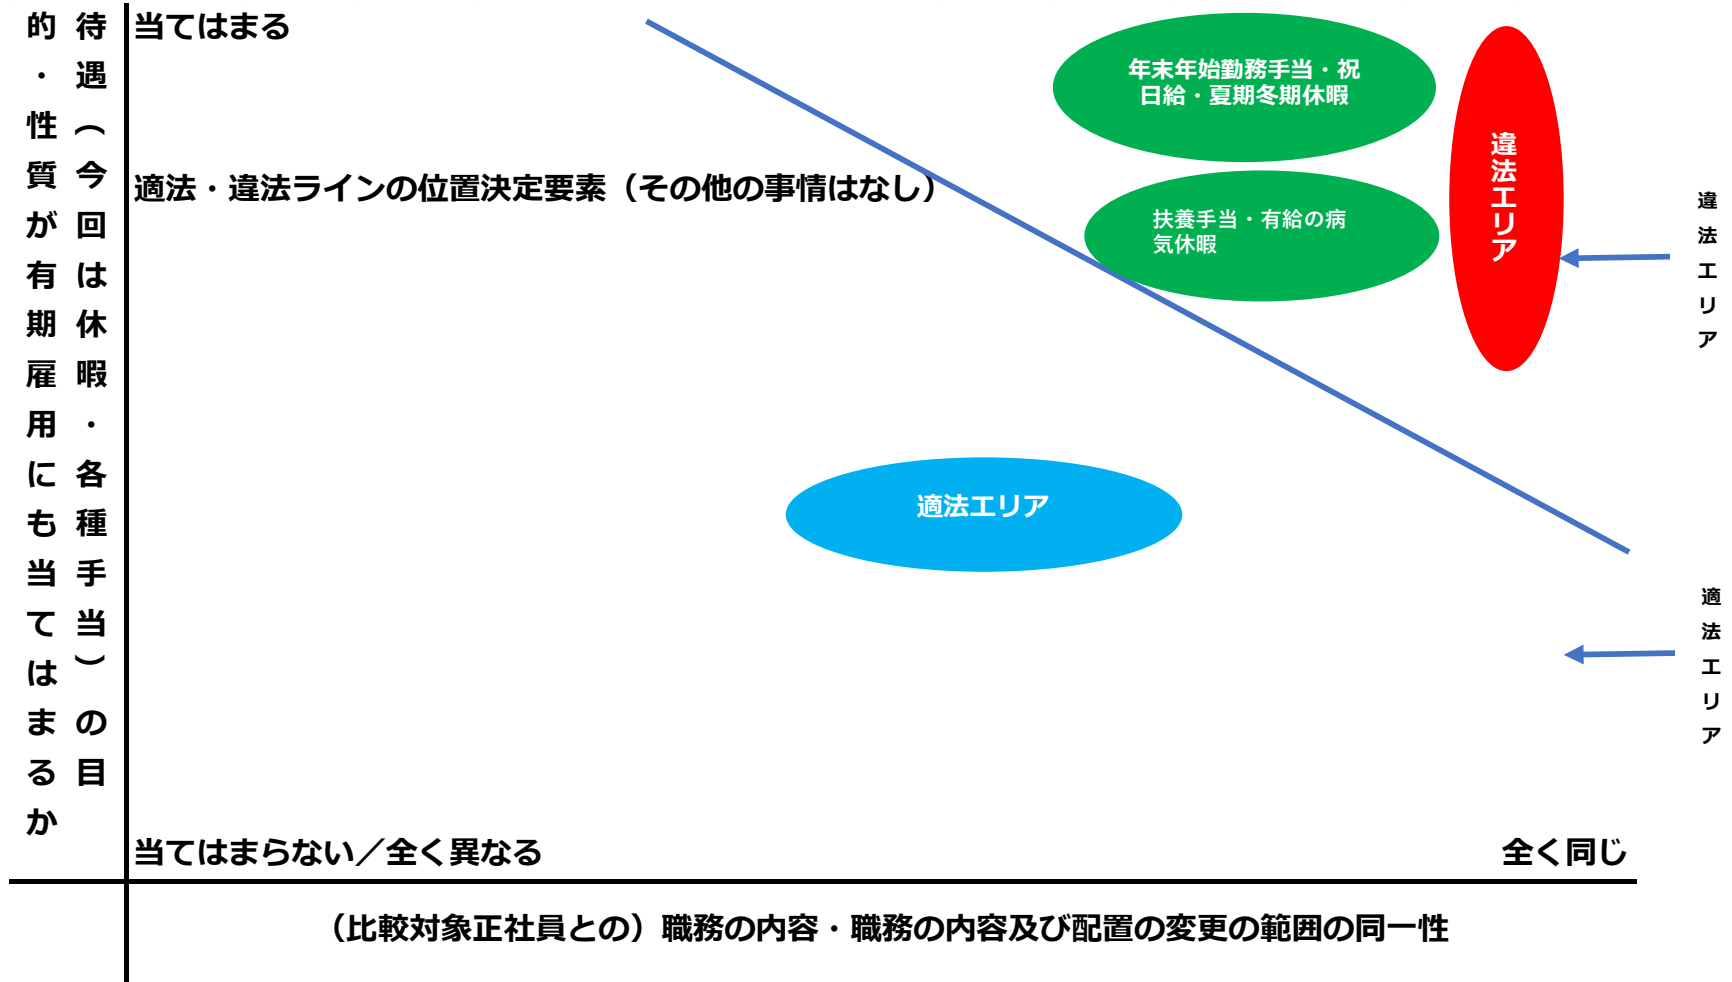 待遇（今回は休暇・各種手当）の目
的・性質が有期雇用にも当てはまるか
当てはまる
年末年始勤務手当・祝
日給・夏期冬期休暇
違法エリア
適法・違法ラインの位置決定要素（その他の事情はなし）
扶養手当・有給の病
気休暇
違法エリア
適法エリア
適法エリア
当てはまらない／全く異なる
全く同じ
（比較対象正社員との）職務の内容・職務の内容及び配置の変更の範囲の同一性